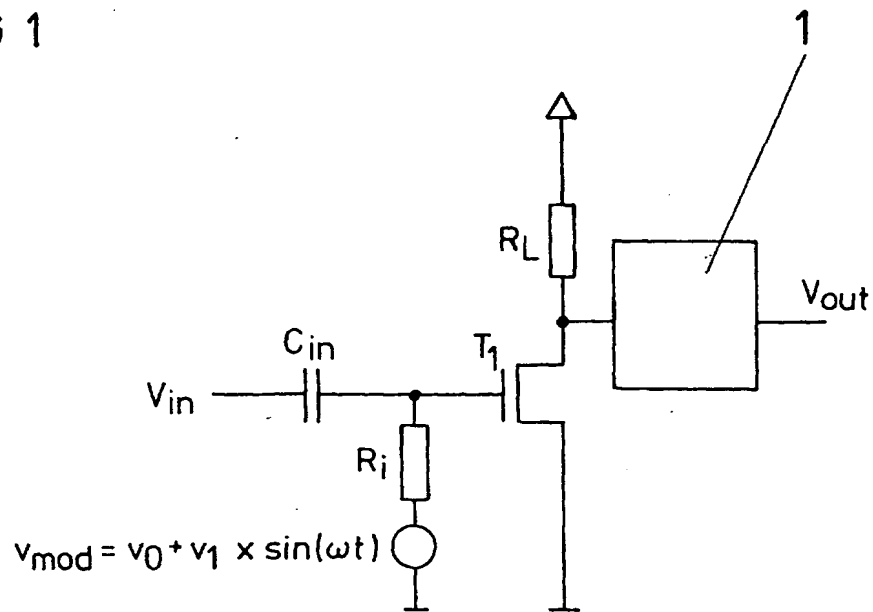 G 1
1
R_L
V_out
C_in
T_1
V_in
R_i
v_mod = v_0 + v_1 x sin(ωt)